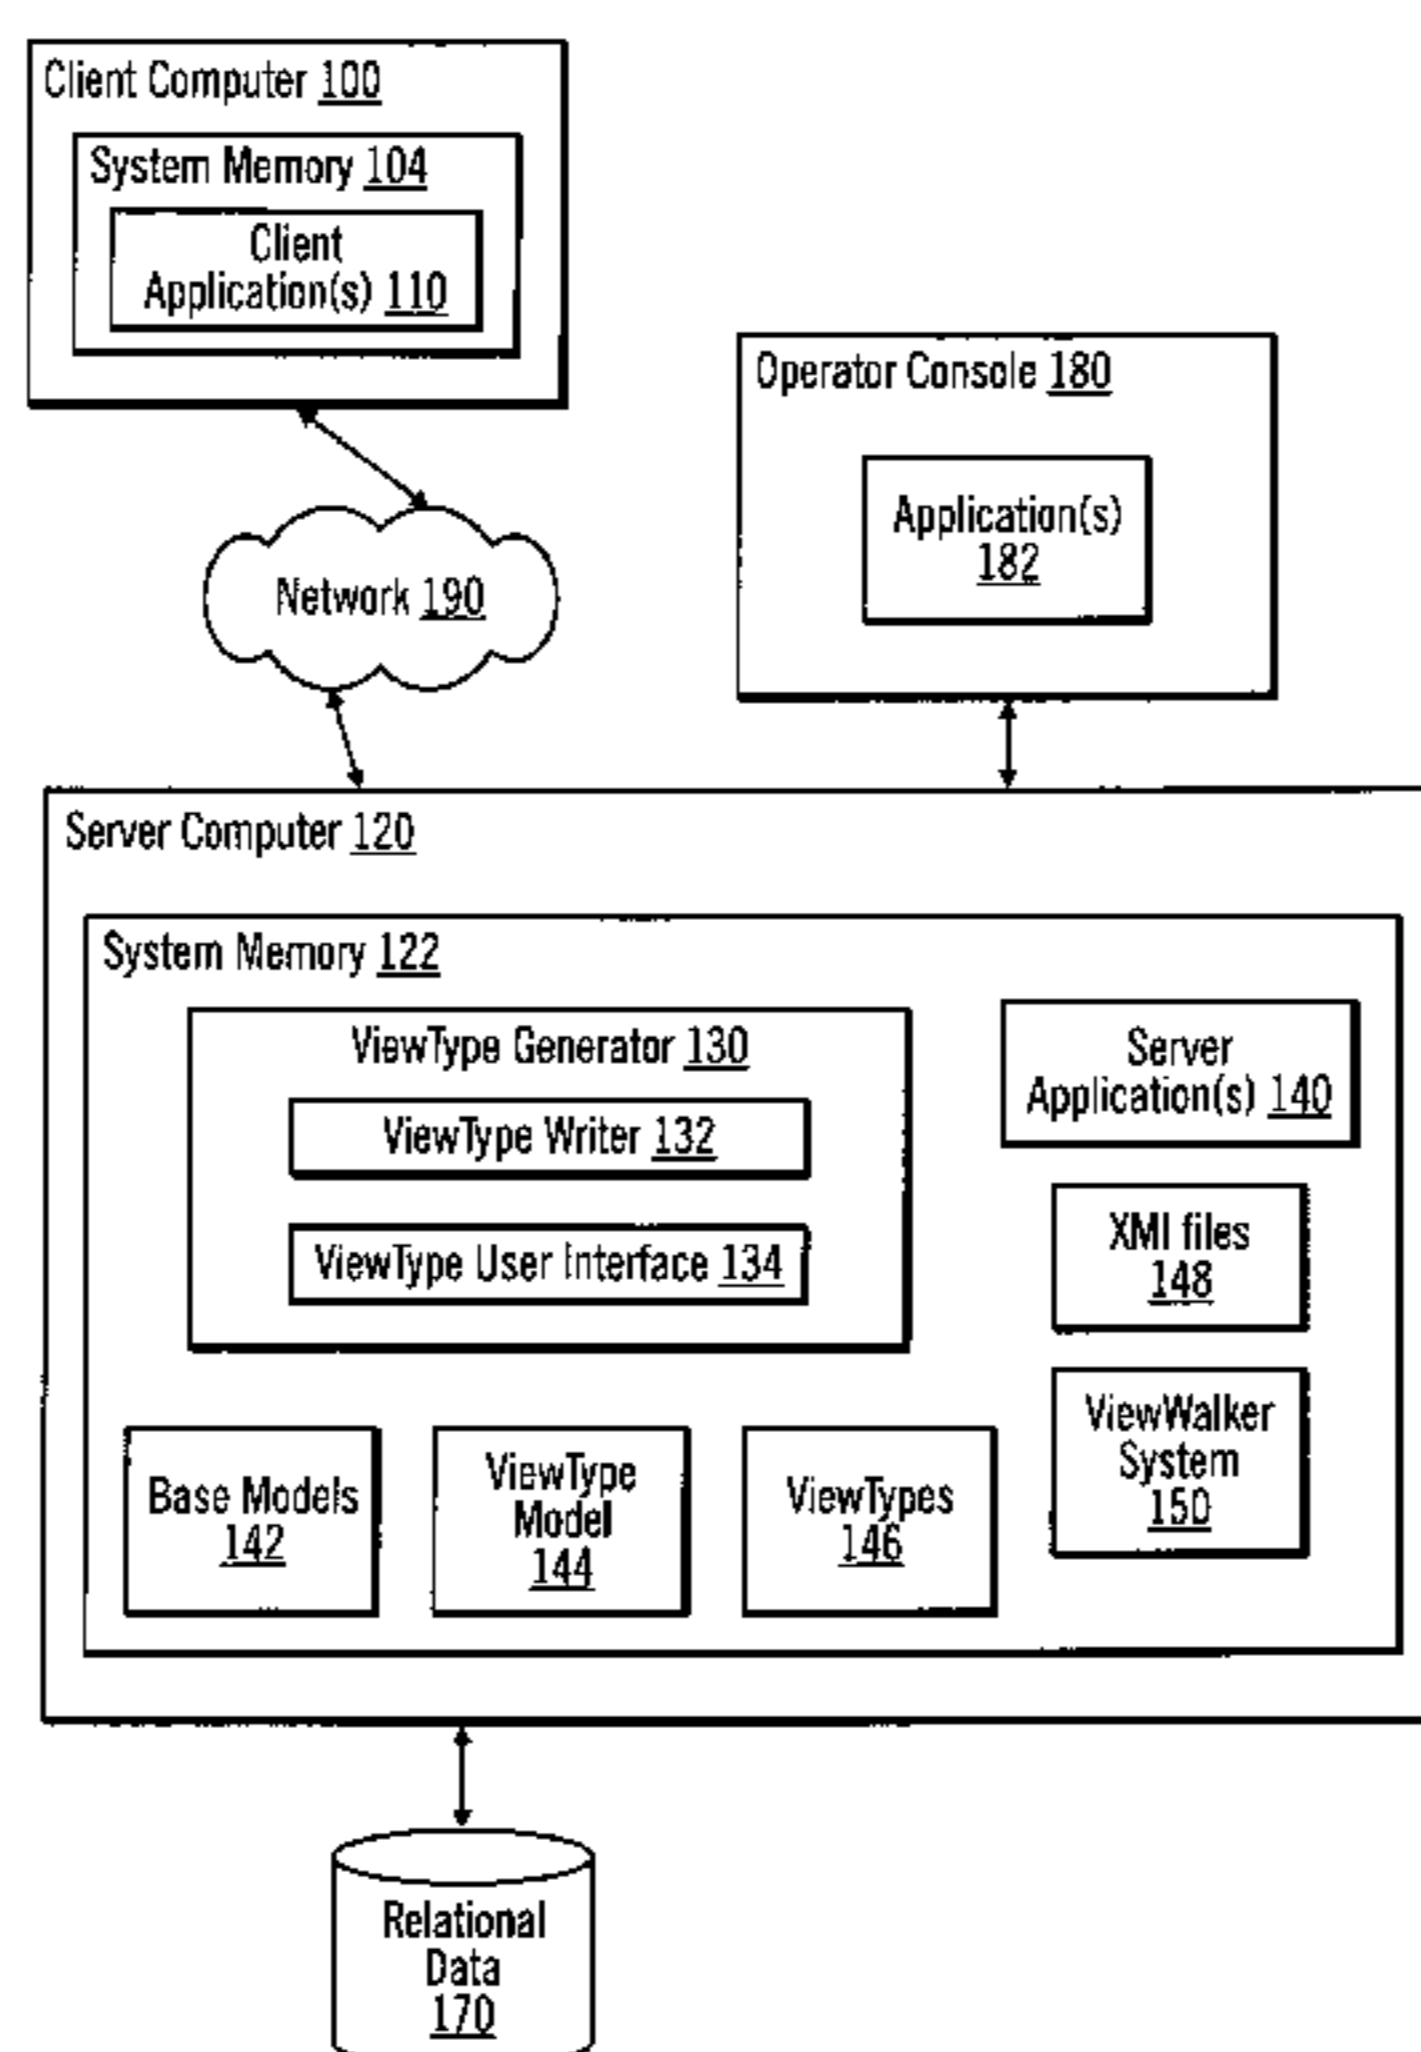 Client Computer 100
System Memory 104
Client
Application(s) 110
Operator Console 180
Application(s)
182
Network 190
Server Computer 120
System Memory 122
ViewType Generator 130
ViewType Writer 132
ViewType User Interface 134
Server
Application(s) 140
XMI files
148
ViewWalker
System
150
Base Models
142
ViewType
Model
144
ViewTypes
146
Relational
Data
170